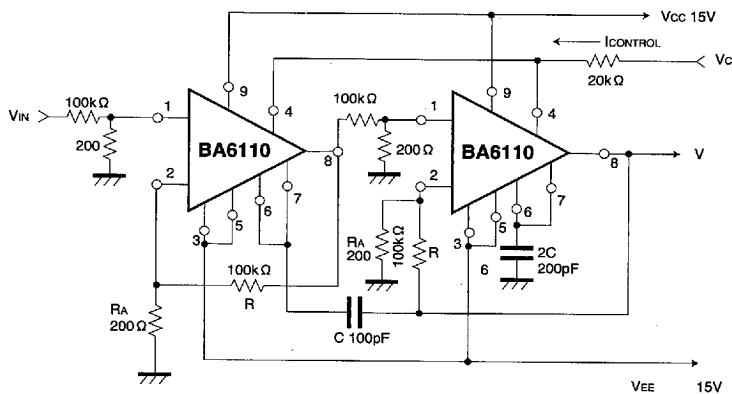 VCC 15V
ICONTROL
VC
20kΩ
9
4
9
4
VIN
100kΩ
1
200
2
BA6110
8
3
5
6
7
100kΩ
1
200Ω
2
BA6110
8
V
3
5
6
7
RA
200
100kΩ
R
6
2C
200pF
100kΩ
R
RA
200Ω
C 100pF
VEE 15V